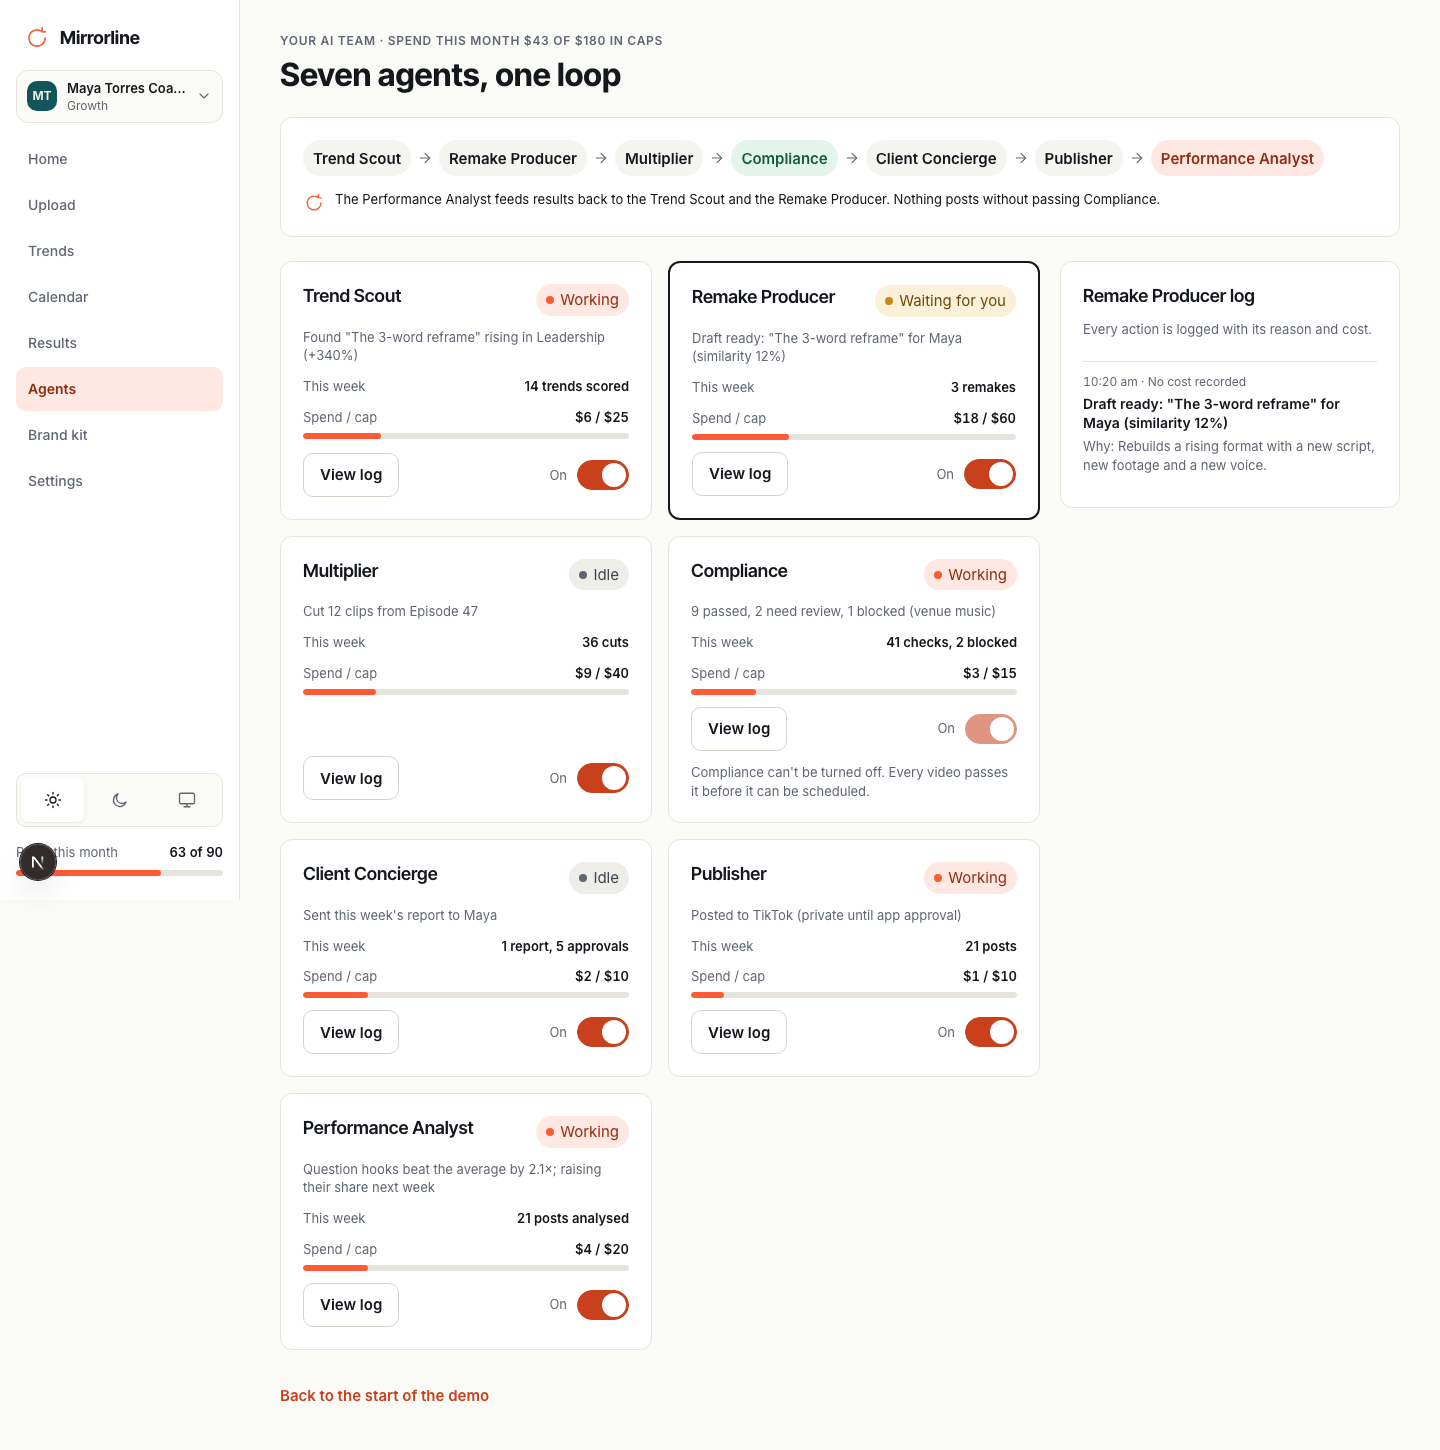 Mirrorline
MT
Maya Torres Coa...
Growth
Home
Upload
Trends
Calendar
Results
Agents
Brand kit
Settings
this month
63 of 90
N
YOUR AI TEAM · SPEND THIS MONTH $43 OF $180 IN CAPS
Seven agents, one loop
Trend Scout → Remake Producer → Multiplier → Compliance → Client Concierge → Publisher → Performance Analyst
The Performance Analyst feeds results back to the Trend Scout and the Remake Producer. Nothing posts without passing Compliance.
Trend Scout
Working
Found "The 3-word reframe" rising in Leadership
(+340%)
This week
14 trends scored
Spend / cap
$6 / $25
View log
On
Remake Producer
Waiting for you
Draft ready: "The 3-word reframe" for Maya
(similarity 12%)
This week
3 remakes
Spend / cap
$18 / $60
View log
On
Remake Producer log
Every action is logged with its reason and cost.
10:20 am · No cost recorded
Draft ready: "The 3-word reframe" for
Maya (similarity 12%)
Why: Rebuilds a rising format with a new script,
new footage and a new voice.
Multiplier
Idle
Cut 12 clips from Episode 47
This week
36 cuts
Spend / cap
$9 / $40
View log
On
Compliance
Working
9 passed, 2 need review, 1 blocked (venue music)
This week
41 checks, 2 blocked
Spend / cap
$3 / $15
View log
On
Compliance can't be turned off. Every video passes
it before it can be scheduled.
Client Concierge
Idle
Sent this week's report to Maya
This week
1 report, 5 approvals
Spend / cap
$2 / $10
View log
On
Publisher
Working
Posted to TikTok (private until app approval)
This week
21 posts
Spend / cap
$1 / $10
View log
On
Performance Analyst
Working
Question hooks beat the average by 2.1×; raising
their share next week
This week
21 posts analysed
Spend / cap
$4 / $20
View log
On
Back to the start of the demo